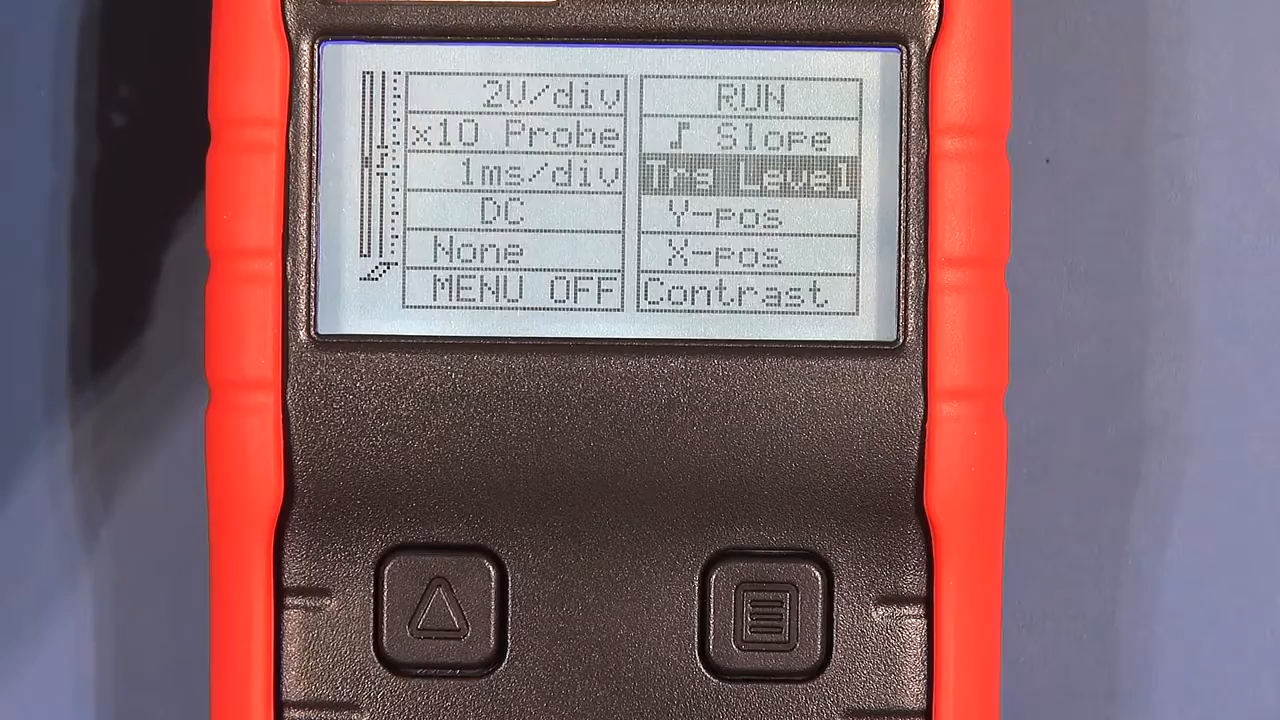 2V/div
x10 Probe
1ms/div
DC
None
MENU OFF
RUN
Slope
Trg Level
Y-pos
X-pos
Contrast